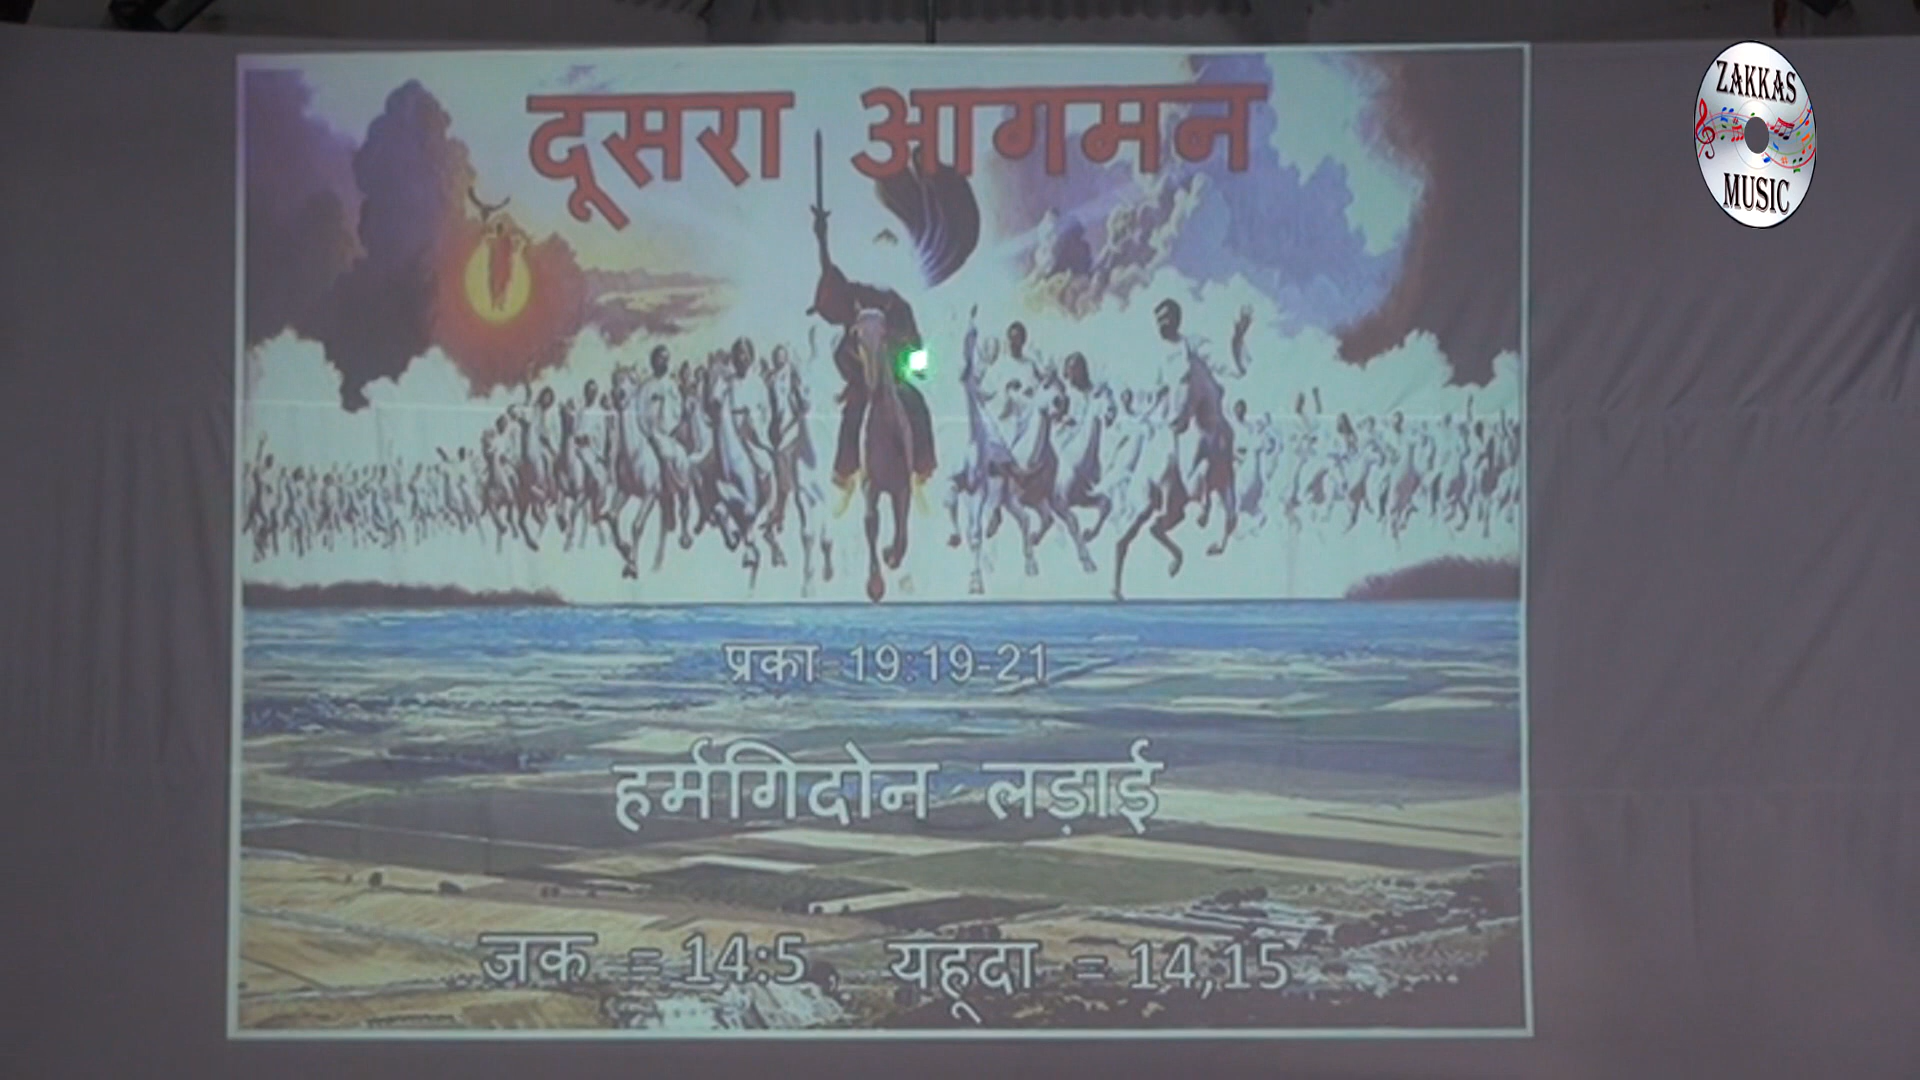 दूसरा आगमन
ZAKKAS
MUSIC
प्रका-19:19-21
हर्मगिदोन लड़ाई
जक = 14:5, यहूदा = 14,15